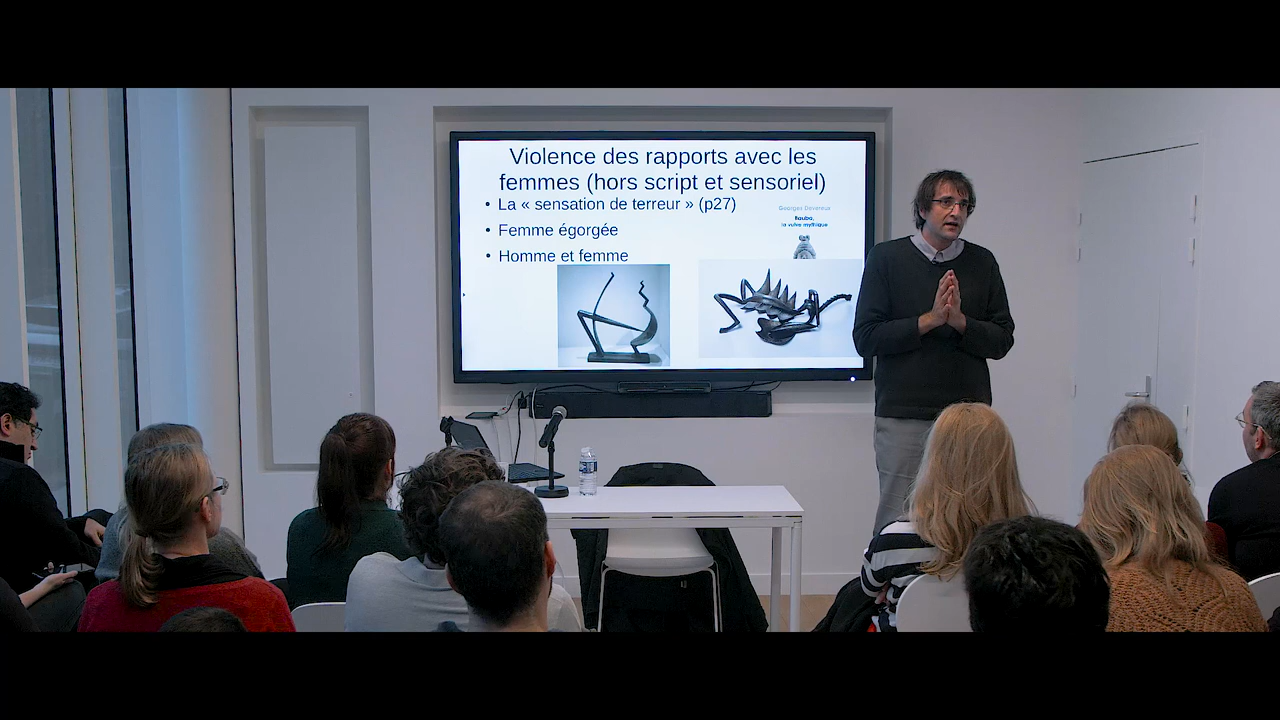 Violence des rapports avec les
femmes (hors script et sensoriel)
• La « sensation de terreur » (p27)
• Femme égorgée
• Homme et femme
Georges Devereux
Baubo,
la vulve mythique